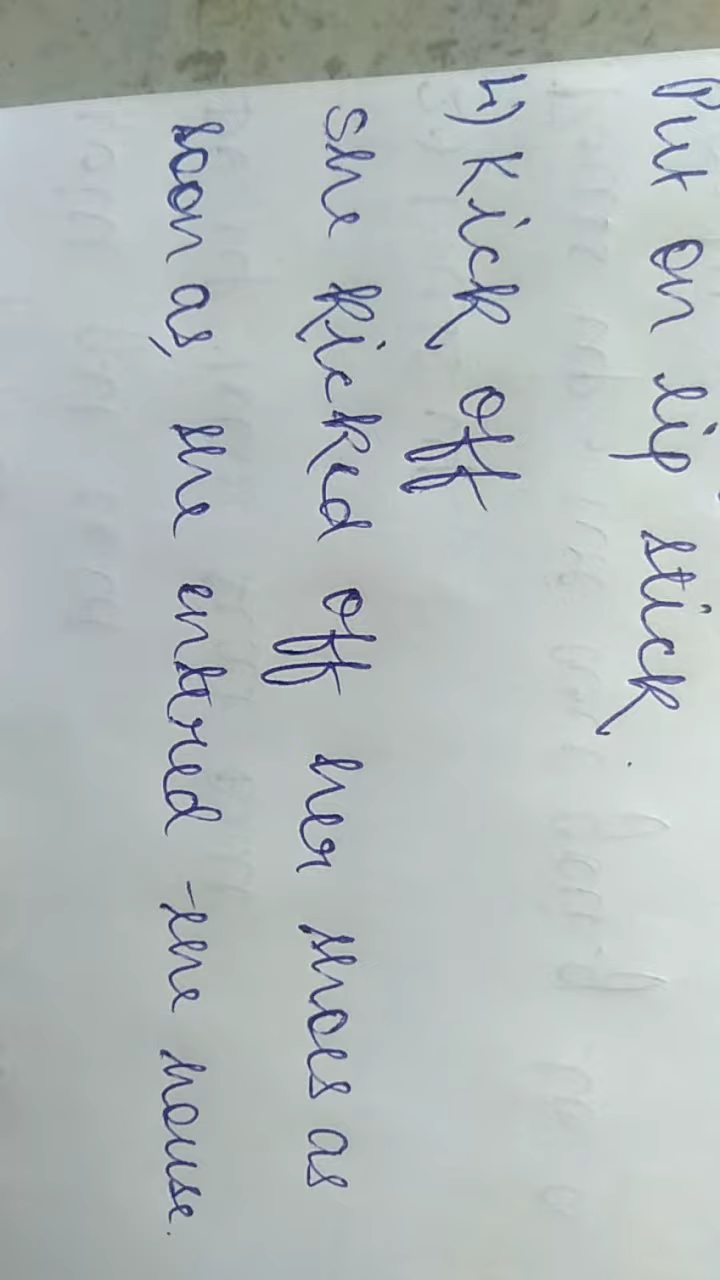 Put on lip stick.
4) Kick off
She kicked off her shoes as
soon as, she entered the house.